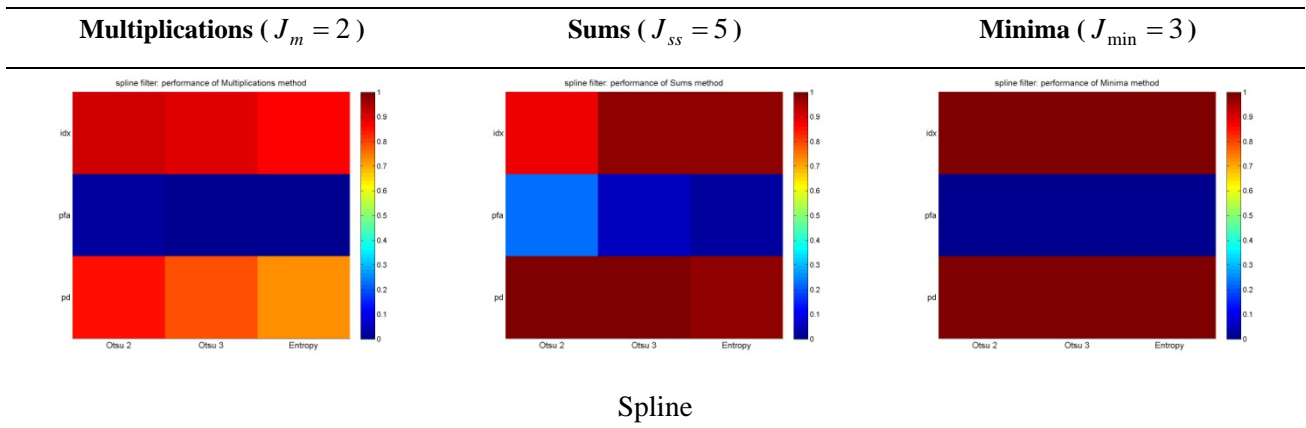 Multiplications ( J_m = 2 )
Sums ( J_ss = 5 )
Minima ( J_min = 3 )
spline filter: performance of Multiplications method
idx
pfa
pd
Otsu 2 Otsu 3 Entropy
1
0.9
0.8
0.7
0.6
0.5
0.4
0.3
0.2
0.1
0
spline filter: performance of Sums method
idx
pfa
pd
Otsu 2 Otsu 3 Entropy
1
0.9
0.8
0.7
0.6
0.5
0.4
0.3
0.2
0.1
0
spline filter: performance of Minima method
idx
pfa
pd
Otsu 2 Otsu 3 Entropy
1
0.9
0.8
0.7
0.6
0.5
0.4
0.3
0.2
0.1
0
Spline